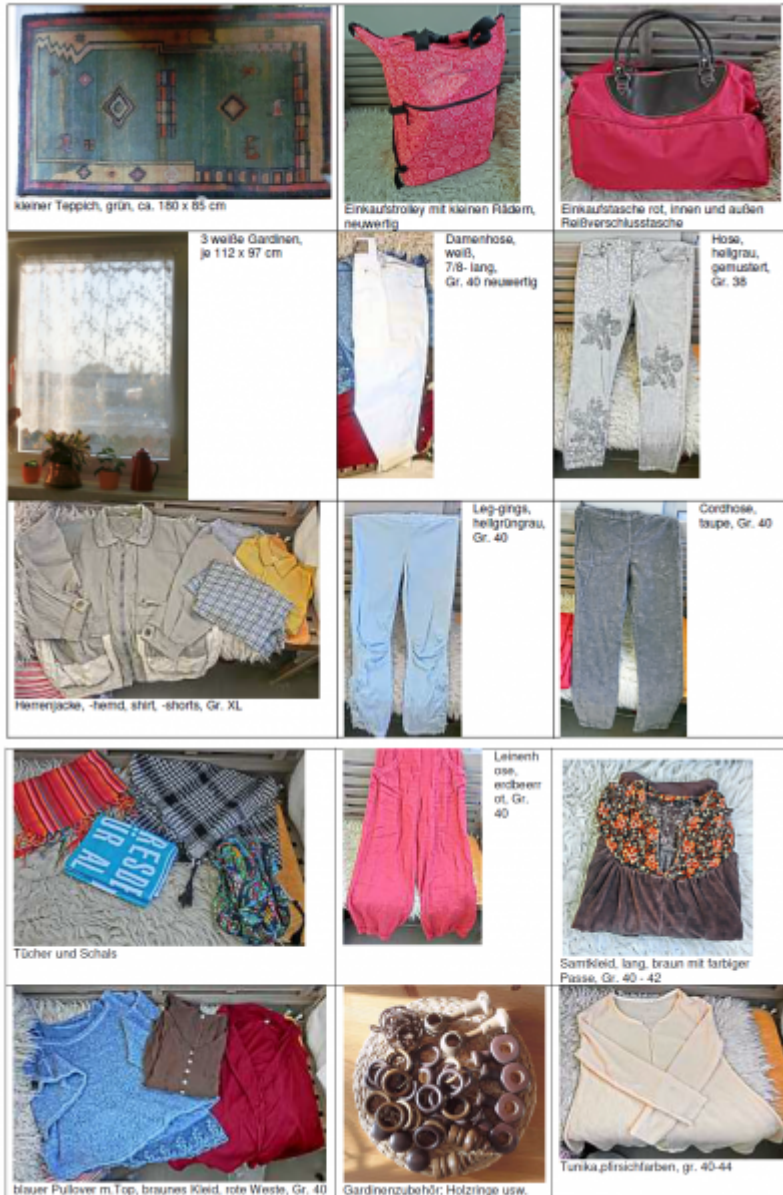 kleiner Teppich, grün, ca. 180 x 85 cm
Einkaufstrolley mit kleinen Rädern,
neuwertig
Einkaufstasche rot, innen und außen
Reißverschlusstasche
3 weiße Gardinen,
je 112 x 97 cm
Damenhose,
weiß,
7/8- lang,
Gr. 40 neuwertig
Hose,
hellgrau,
gemustert,
Gr. 38
Herrenjacke, -hemd, shirt, -shorts, Gr. XL
Leg-gings,
hellgrüngrau,
Gr. 40
Cordhose,
taupe, Gr. 40
RESDE
UR AL
Tücher und Schals
Leinenh
ose,
erdbeerr
ot, Gr.
40
Samtkleid, lang, braun mit farbiger
Passe, Gr. 40 - 42
blauer Pullover m.Top, braunes Kleid, rote Weste, Gr. 40
Gardinenzubehör: Holzringe usw.
Tunika,pfirsichfarben, gr. 40-44